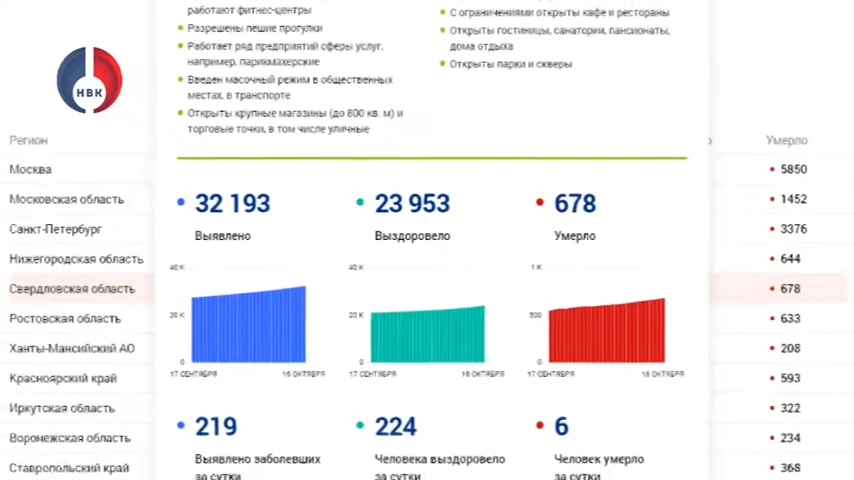 работают фитнес-центры
Разрешены пешие прогулки
Работает ряд предприятий сферы услуг,
например, парикмахерские
Введен масочный режим в общественных
местах, в транспорте
Открыты крупные магазины (до 800 кв. м) и
торговые точки, в том числе уличные
С ограничениями открыты кафе и рестораны
Открыты гостиницы, санатории, пансионаты,
дома отдыха
Открыты парки и скверы
НВК
Регион
Умерло
Москва
5850
Московская область
1452
Санкт-Петербург
3376
Нижегородская область
644
Свердловская область
678
Ростовская область
633
Ханты-Мансийский АО
208
Красноярский край
593
Иркутская область
322
Воронежская область
234
Ставропольский край
368
32 193
23 953
678
Выявлено
Выздоровело
Умерло
40 K
40 K
1 K
20 K
20 K
500
0
0
0
17 СЕНТЯБРЯ
16 ОКТЯБРЯ
17 СЕНТЯБРЯ
16 ОКТЯБРЯ
17 СЕНТЯБРЯ
16 ОКТЯБРЯ
219
224
6
Выявлено заболевших
за сутки
Человека выздоровело
за сутки
Человек умерло
за сутки